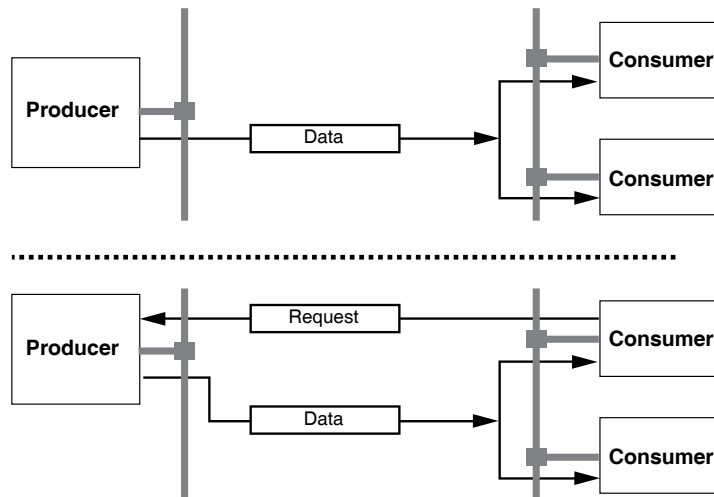 Consumer
Producer
Data
Consumer
Request
Consumer
Producer
Data
Consumer